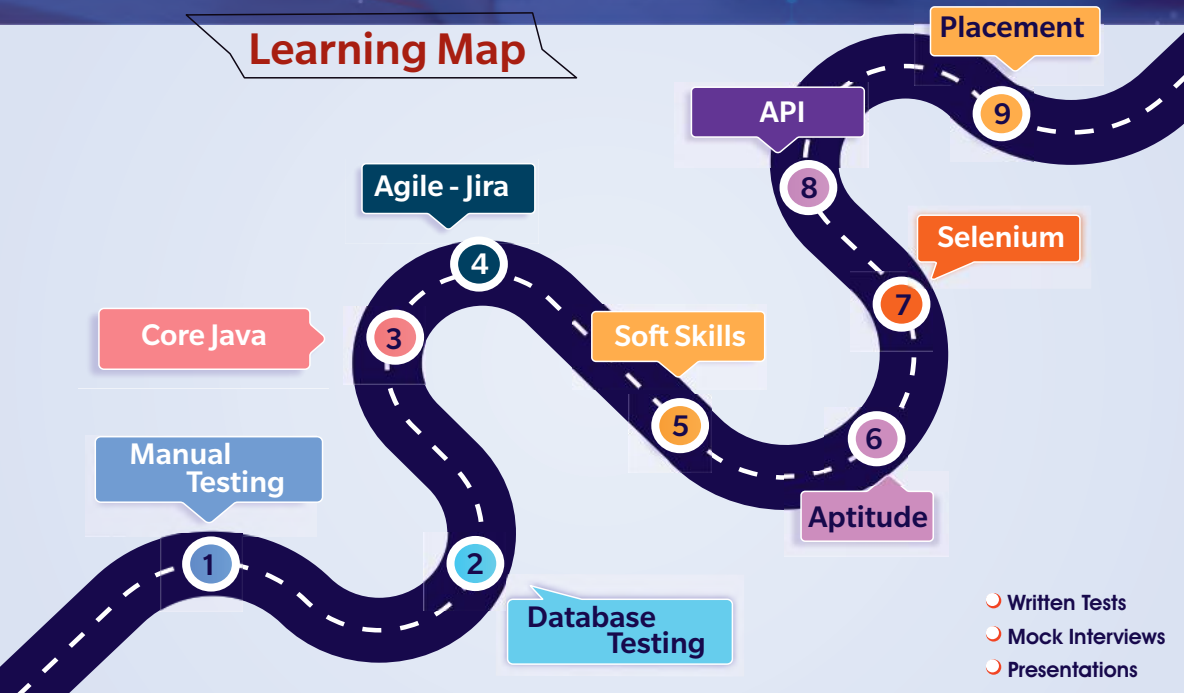 Learning Map
Placement
9
API
8
Agile - Jira
4
Selenium
7
Core Java
3
Soft Skills
5
6
Aptitude
Manual
Testing
1
2
Database
Testing
Written Tests
Mock Interviews
Presentations